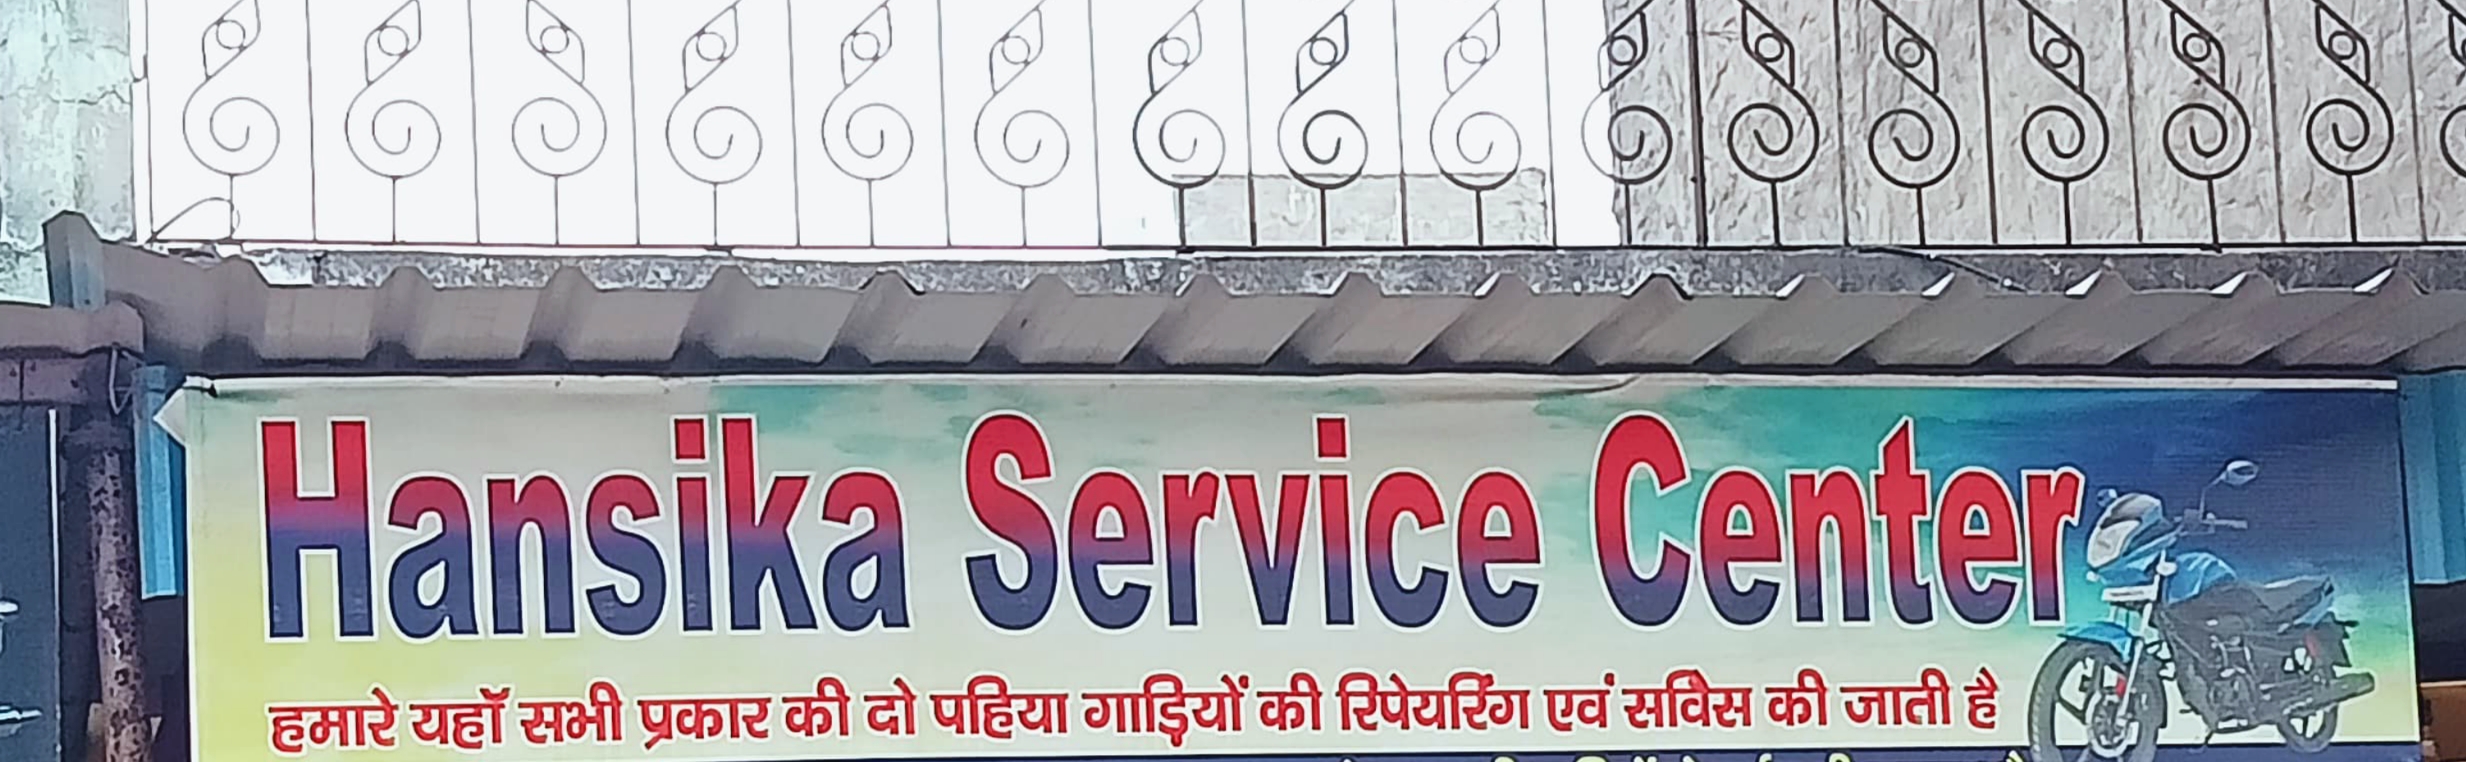 Hansika Service Center
हमारे यहॉ सभी प्रकार की दो पहिया गाड़ियों की रिपेयरिंग एवं सर्विस की जाती है